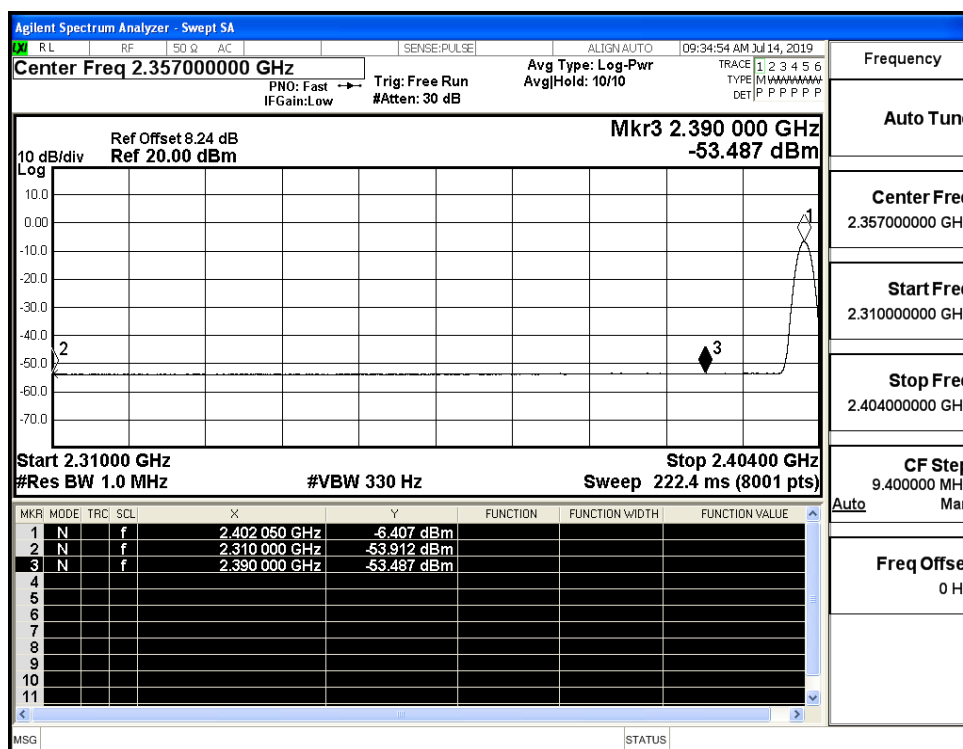 Agilent Spectrum Analyzer - Swept SA
LXI RL RF 50 Ω AC SENSE:PULSE ALIGN AUTO 09:34:54 AM Jul 14, 2019
Center Freq 2.357000000 GHz
PNO: Fast
IFGain:Low
Trig: Free Run
#Atten: 30 dB
Avg Type: Log-Pwr
Avg|Hold: 10/10
TRACE 1 2 3 4 5 6
TYPE M W W W W W
DET P P P P P P
Ref Offset 8.24 dB
10 dB/div Ref 20.00 dBm
Log
Mkr3 2.390 000 GHz
-53.487 dBm
10.0
0.00
-10.0
-20.0
-30.0
-40.0
-50.0
-60.0
-70.0
1
2
3
Start 2.31000 GHz Stop 2.40400 GHz
#Res BW 1.0 MHz #VBW 330 Hz Sweep 222.4 ms (8001 pts)
MKR MODE TRC SCL X Y FUNCTION FUNCTION WIDTH FUNCTION VALUE
1 N f 2.402 050 GHz -6.407 dBm
2 N f 2.310 000 GHz -53.912 dBm
3 N f 2.390 000 GHz -53.487 dBm
4
5
6
7
8
9
10
11
MSG STATUS
Frequency
Auto Tun
Center Fre
2.357000000 GH
Start Fre
2.310000000 GH
Stop Fre
2.404000000 GH
CF Step
9.400000 MH
Auto Ma
Freq Offse
0 H